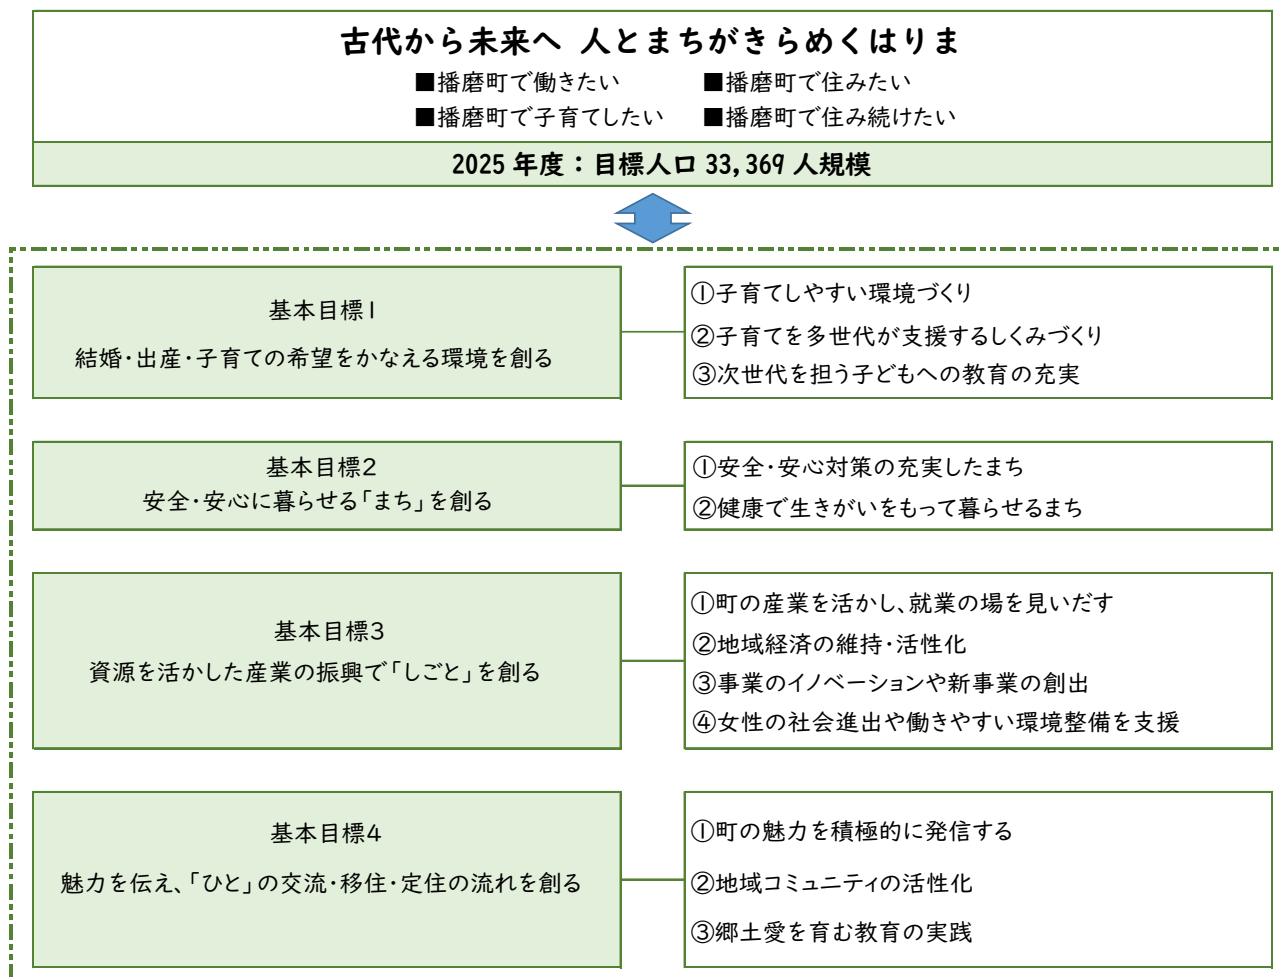 古代から未来へ 人とまちがきらめくはりま
■播磨町で働きたい ■播磨町で住みたい
■播磨町で子育てしたい ■播磨町で住み続けたい
2025 年度：目標人口 33,369 人規模
基本目標1
結婚・出産・子育ての希望をかなえる環境を創る
①子育てしやすい環境づくり
②子育てを多世代が支援するしくみづくり
③次世代を担う子どもへの教育の充実
基本目標2
安全・安心に暮らせる「まち」を創る
①安全・安心対策の充実したまち
②健康で生きがいをもって暮らせるまち
基本目標3
資源を活かした産業の振興で「しごと」を創る
①町の産業を活かし、就業の場を見いだす
②地域経済の維持・活性化
③事業のイノベーションや新事業の創出
④女性の社会進出や働きやすい環境整備を支援
基本目標4
魅力を伝え、「ひと」の交流・移住・定住の流れを創る
①町の魅力を積極的に発信する
②地域コミュニティの活性化
③郷土愛を育む教育の実践